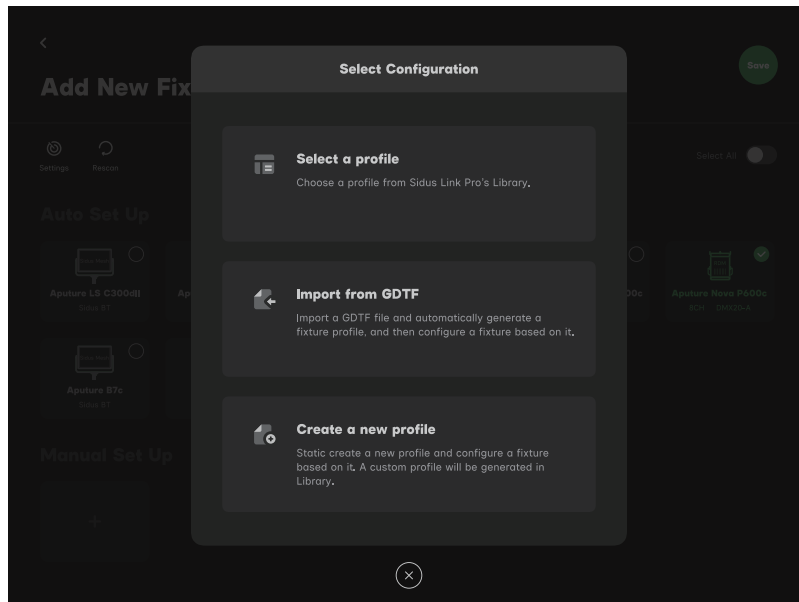 Select Configuration
Add New Fix
Save
Settings
Rescan
Select All
Select a profile
Choose a profile from Sidus Link Pro's Library.
Auto Set Up
Aputure LS C300dII
Sidus BT
Ap
00c
Aputure Nova P600c
8CH
Import from GDTF
Import a GDTF file and automatically generate a
fixture profile, and then configure a fixture based on it.
Aputure B7c
Sidus BT
Create a new profile
Static create a new profile and configure a fixture
based on it. A custom profile will be generated in
Library.
Manual Set Up
+